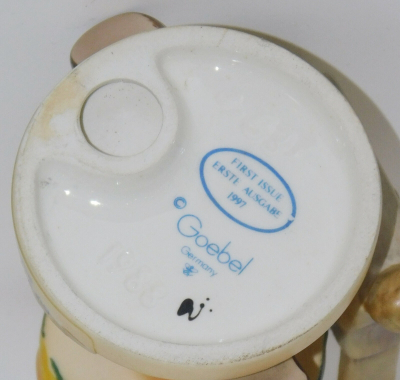 FIRST ISSUE
ERSTE AUSGABE
1997
© Goebel
Germany